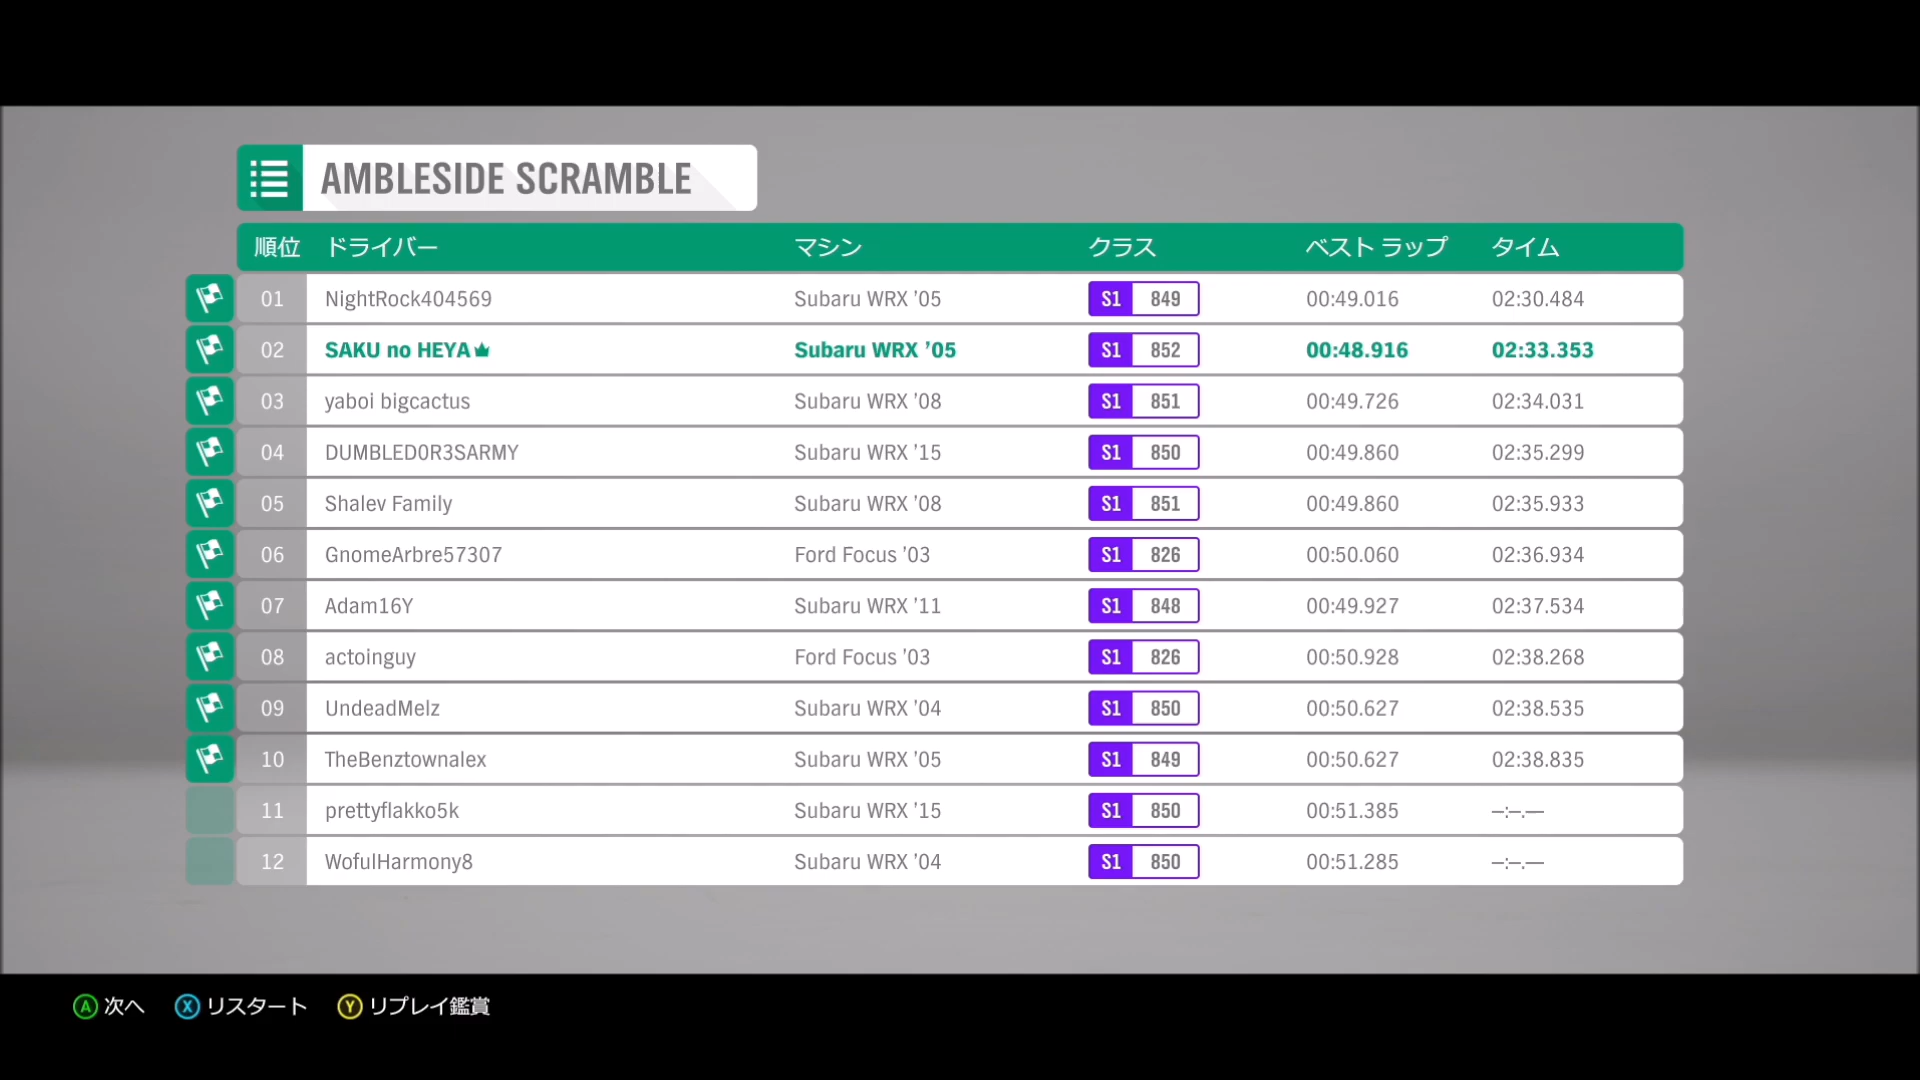 AMBLESIDE SCRAMBLE
順位 ドライバー マシン クラス ベスト ラップ タイム
01 NightRock404569 Subaru WRX ’05 S1 849 00:49.016 02:30.484
02 SAKU no HEYA Subaru WRX ’05 S1 852 00:48.916 02:33.353
03 yaboi bigcactus Subaru WRX ’08 S1 851 00:49.726 02:34.031
04 DUMBLED0R3SARMY Subaru WRX ’15 S1 850 00:49.860 02:35.299
05 Shalev Family Subaru WRX ’08 S1 851 00:49.860 02:35.933
06 GnomeArbre57307 Ford Focus ’03 S1 826 00:50.060 02:36.934
07 Adam16Y Subaru WRX ’11 S1 848 00:49.927 02:37.534
08 actoinguy Ford Focus ’03 S1 826 00:50.928 02:38.268
09 UndeadMelz Subaru WRX ’04 S1 850 00:50.627 02:38.535
10 TheBenztownalex Subaru WRX ’05 S1 849 00:50.627 02:38.835
11 prettyflakko5k Subaru WRX ’15 S1 850 00:51.385 –:–.—
12 WofulHarmony8 Subaru WRX ’04 S1 850 00:51.285 –:–.—
A 次へ X リスタート Y リプレイ鑑賞